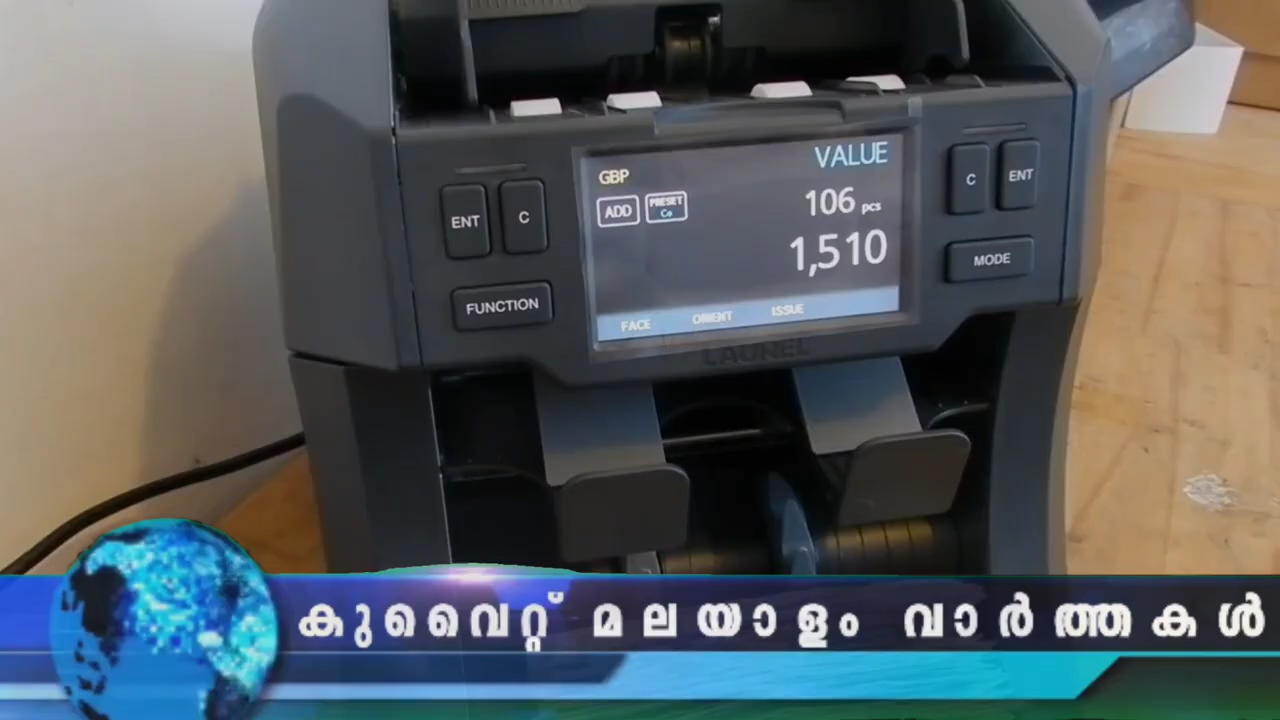 VALUE
GBP
ADD
PRESET
Co
106 pcs
1,510
ENT
C
C
ENT
FUNCTION
MODE
FACE
ORIENT
ISSUE
LAUREL
കുവൈറ്റ് മലയാളം വാർത്തകൾ